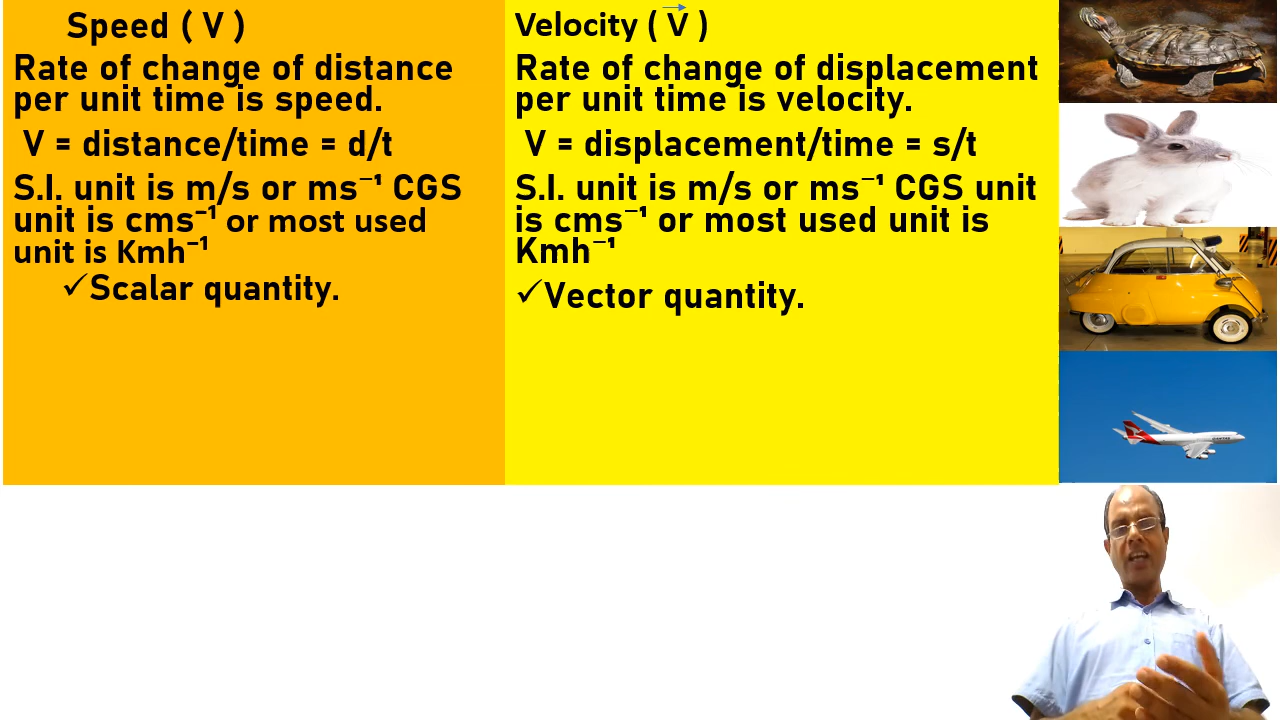 Speed ( V )
Rate of change of distance
per unit time is speed.
V = distance/time = d/t
S.I. unit is m/s or ms⁻¹ CGS
unit is cms⁻¹ or most used
unit is Kmh⁻¹
✓Scalar quantity.
Velocity ( V⃗ )
Rate of change of displacement
per unit time is velocity.
V = displacement/time = s/t
S.I. unit is m/s or ms⁻¹ CGS unit
is cms⁻¹ or most used unit is
Kmh⁻¹
✓Vector quantity.